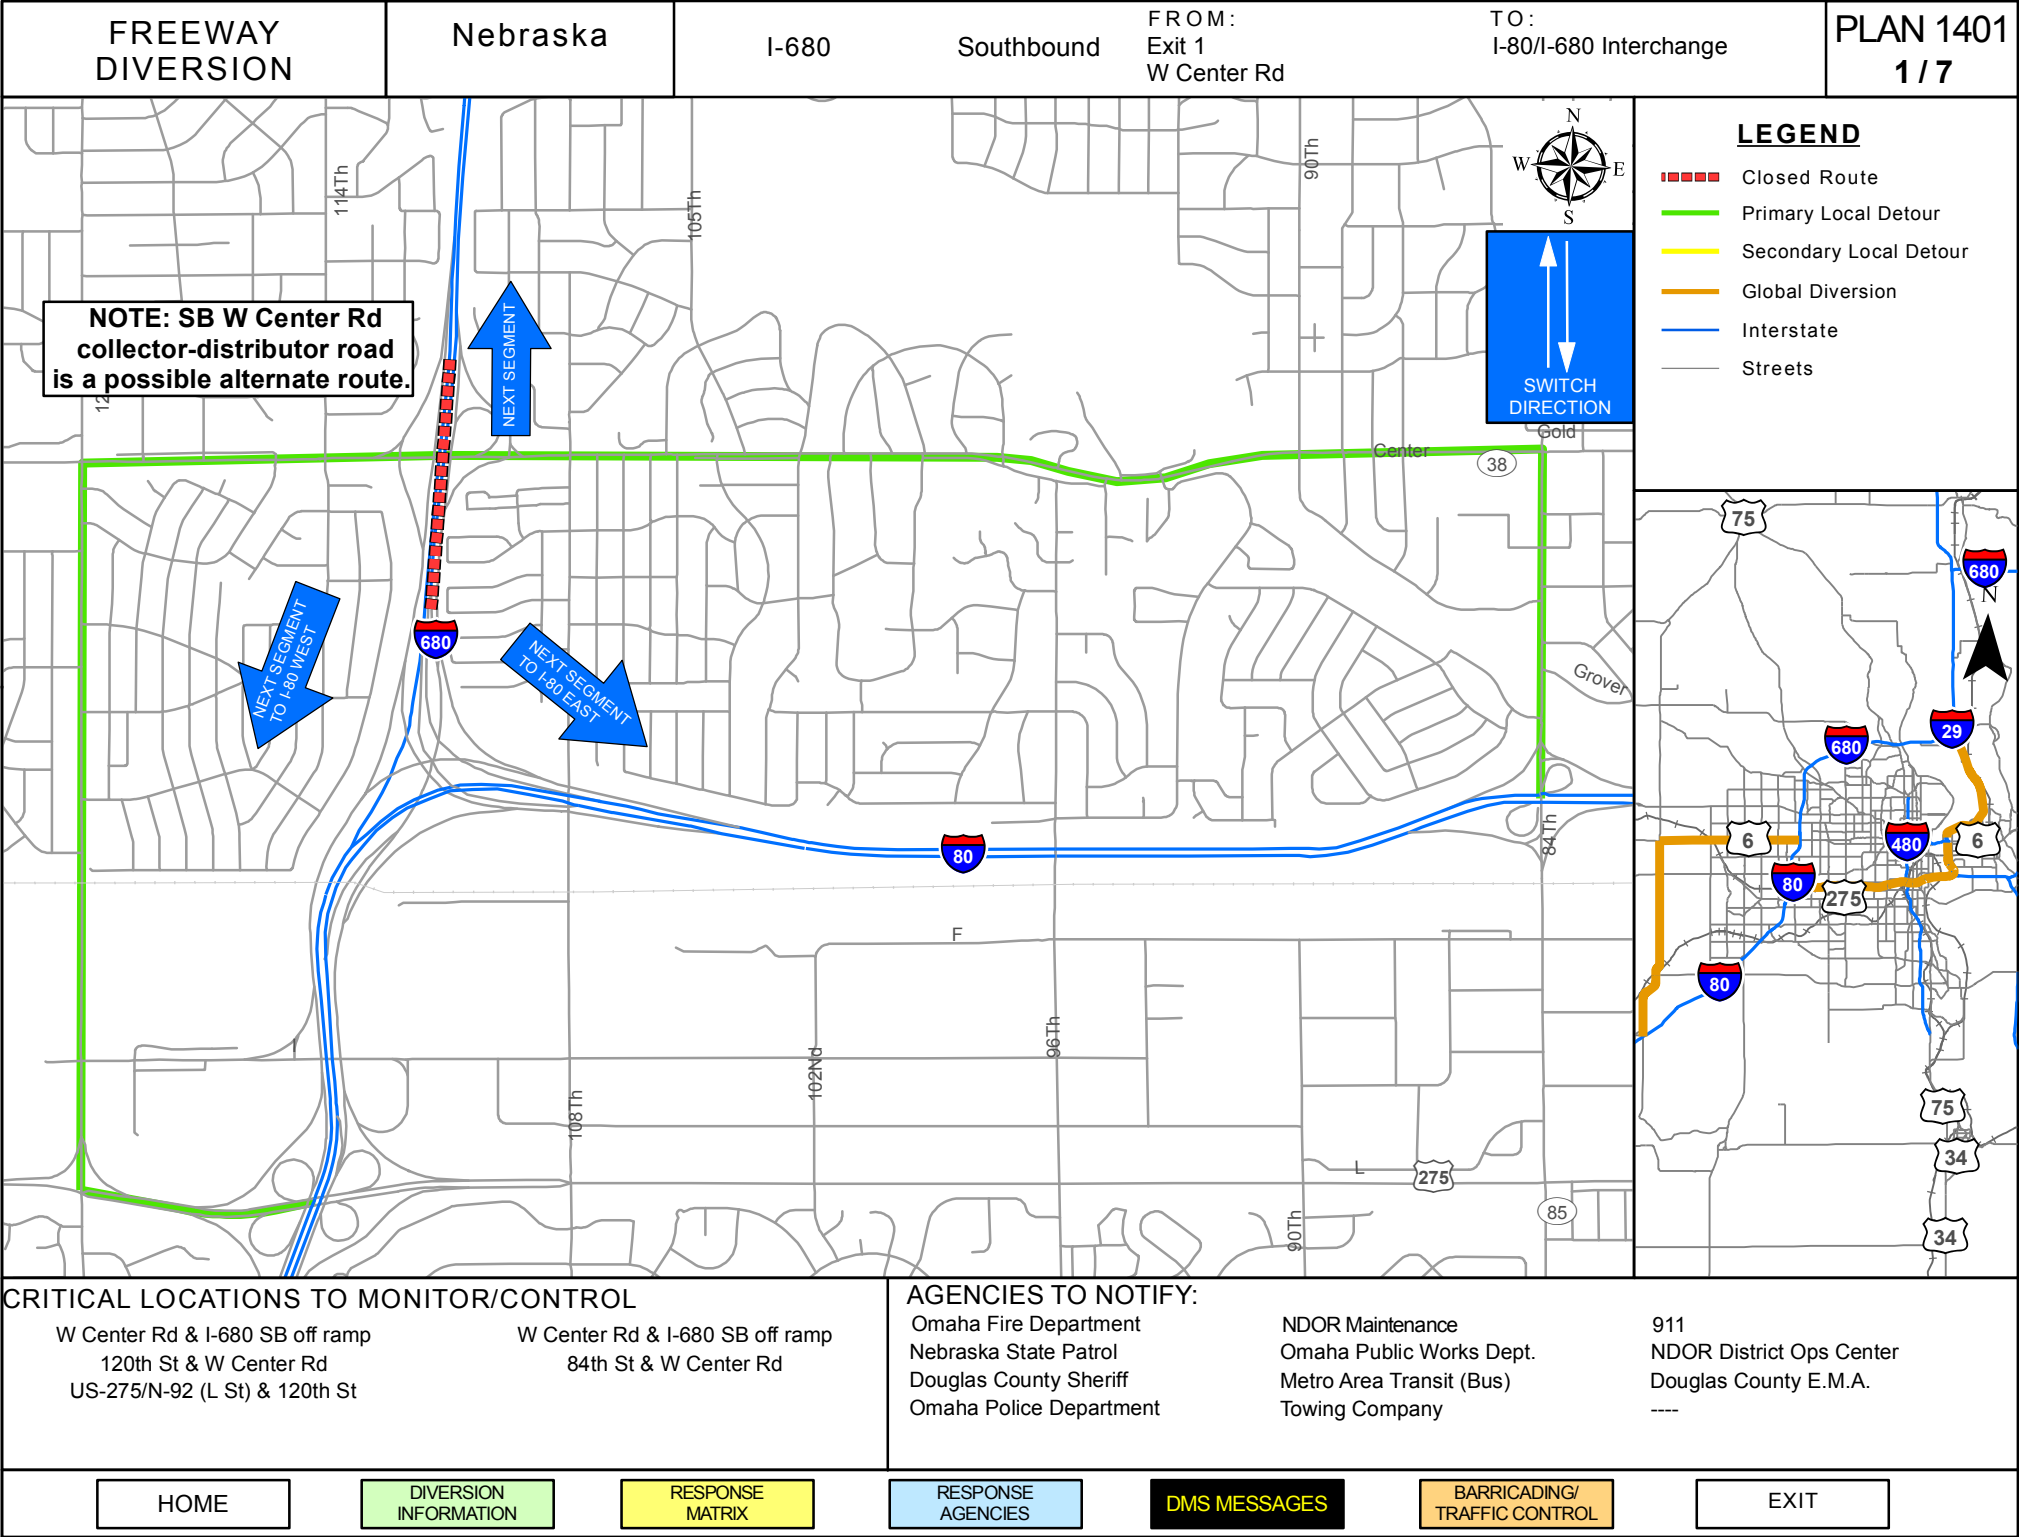 FREEWAY
DIVERSION
Nebraska
I-680
Southbound
FROM:
Exit 1
W Center Rd
TO:
I-80/I-680 Interchange
PLAN 1401
1 / 7
114Th
105Th
90Th
N
W
E
S
SWITCH
DIRECTION
NOTE: SB W Center Rd
collector-distributor road
is a possible alternate route.
12
NEXT SEGMENT
Gold
Center
38
NEXT SEGMENT
TO I-80 WEST
680
NEXT SEGMENT
TO I-80 EAST
Grover
80
84Th
F
I
96Th
102Nd
108Th
L
275
90Th
85
LEGEND
Closed Route
Primary Local Detour
Secondary Local Detour
Global Diversion
Interstate
Streets
75
680
N
29
680
6
480
6
80
275
80
75
34
34
CRITICAL LOCATIONS TO MONITOR/CONTROL
W Center Rd & I-680 SB off ramp
120th St & W Center Rd
US-275/N-92 (L St) & 120th St
W Center Rd & I-680 SB off ramp
84th St & W Center Rd
AGENCIES TO NOTIFY:
Omaha Fire Department
Nebraska State Patrol
Douglas County Sheriff
Omaha Police Department
NDOR Maintenance
Omaha Public Works Dept.
Metro Area Transit (Bus)
Towing Company
911
NDOR District Ops Center
Douglas County E.M.A.
----
HOME
DIVERSION
INFORMATION
RESPONSE
MATRIX
RESPONSE
AGENCIES
DMS MESSAGES
BARRICADING/
TRAFFIC CONTROL
EXIT